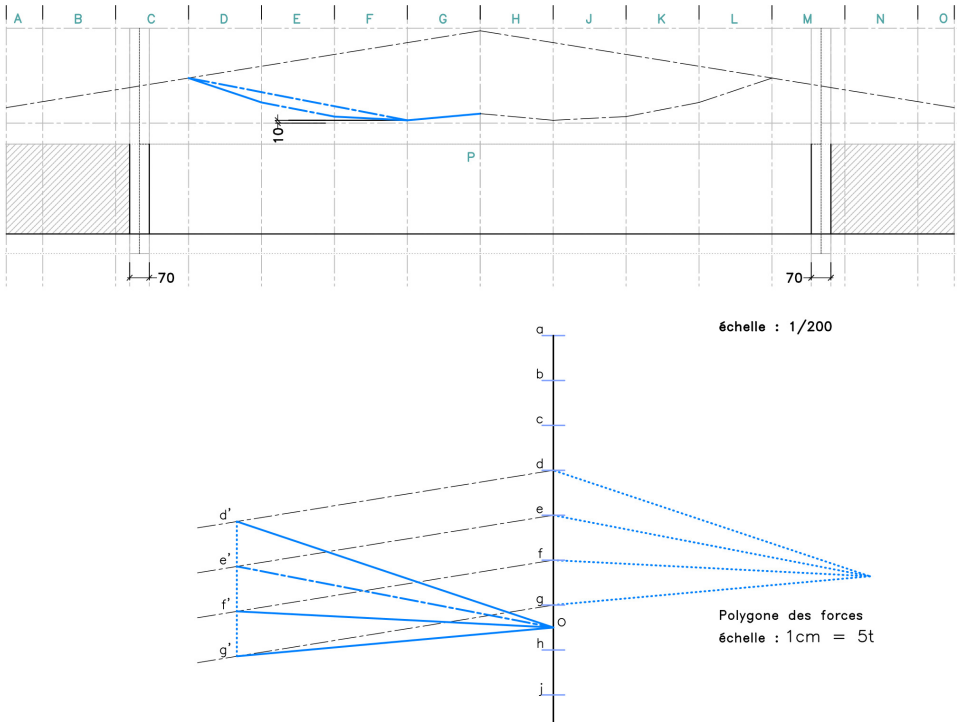 A B C D E F G H J K L M N O
10
P
70 70
a
échelle : 1/200
b
c
d
d'
e
e'
f
f'
g
Polygone des forces
O
échelle : 1cm = 5t
h
g'
j